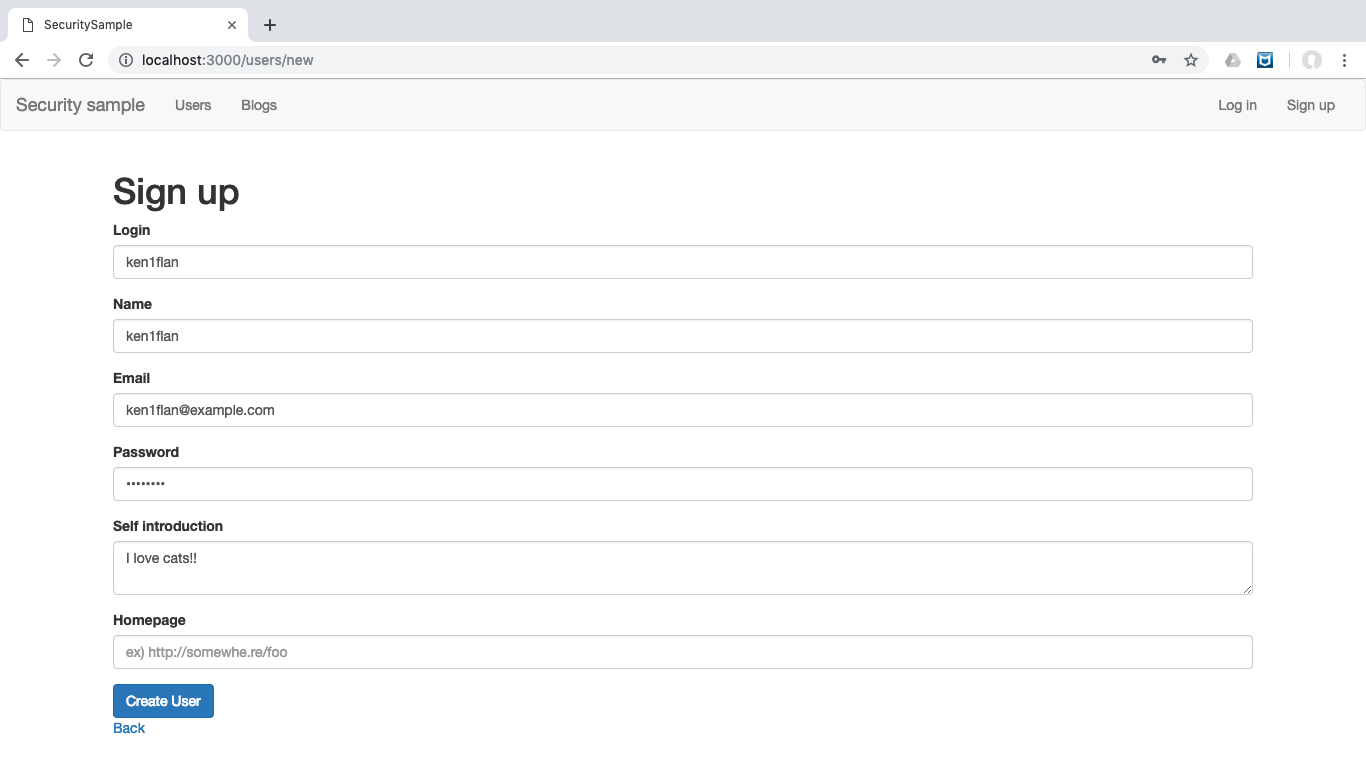 SecuritySample
localhost:3000/users/new
Security sample Users Blogs Log in Sign up
Sign up
Login
ken1flan
Name
ken1flan
Email
ken1flan@example.com
Password
••••••••
Self introduction
I love cats!!
Homepage
ex) http://somewhe.re/foo
Create User
Back